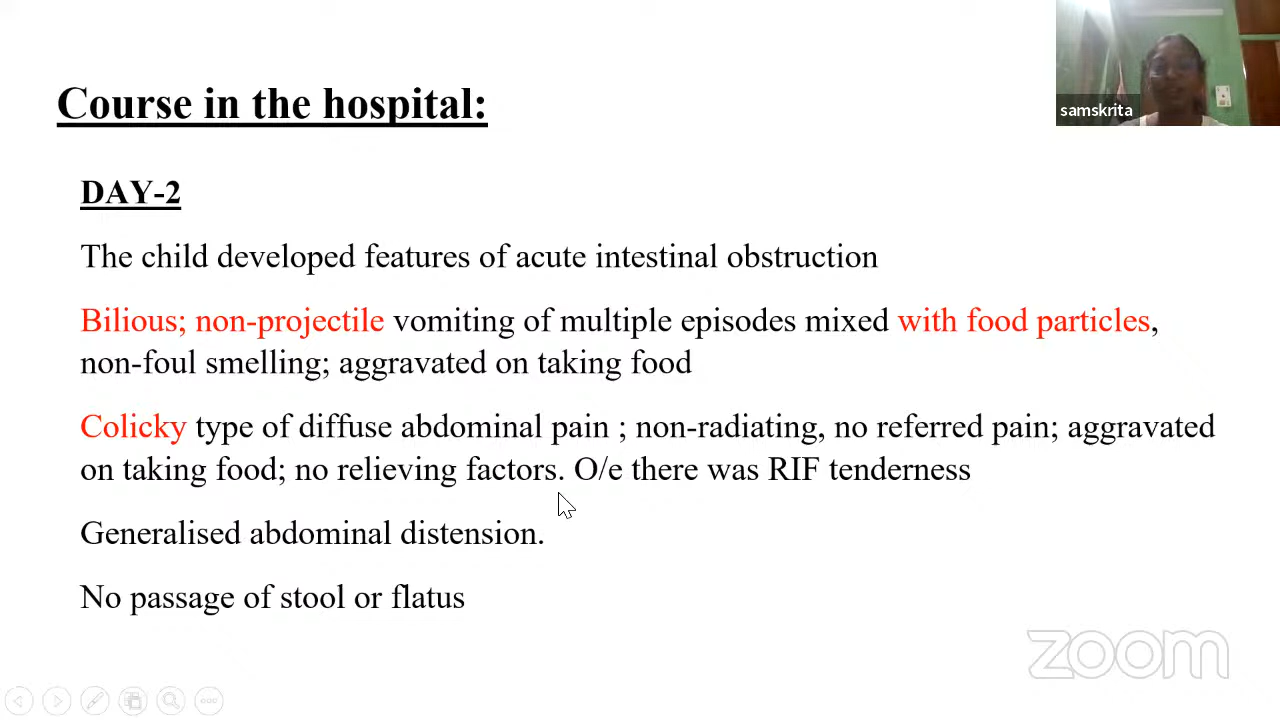 samskrita
Course in the hospital:
DAY-2
The child developed features of acute intestinal obstruction
Bilious; non-projectile vomiting of multiple episodes mixed with food particles,
non-foul smelling; aggravated on taking food
Colicky type of diffuse abdominal pain ; non-radiating, no referred pain; aggravated
on taking food; no relieving factors. O/e there was RIF tenderness
Generalised abdominal distension.
No passage of stool or flatus
zoom